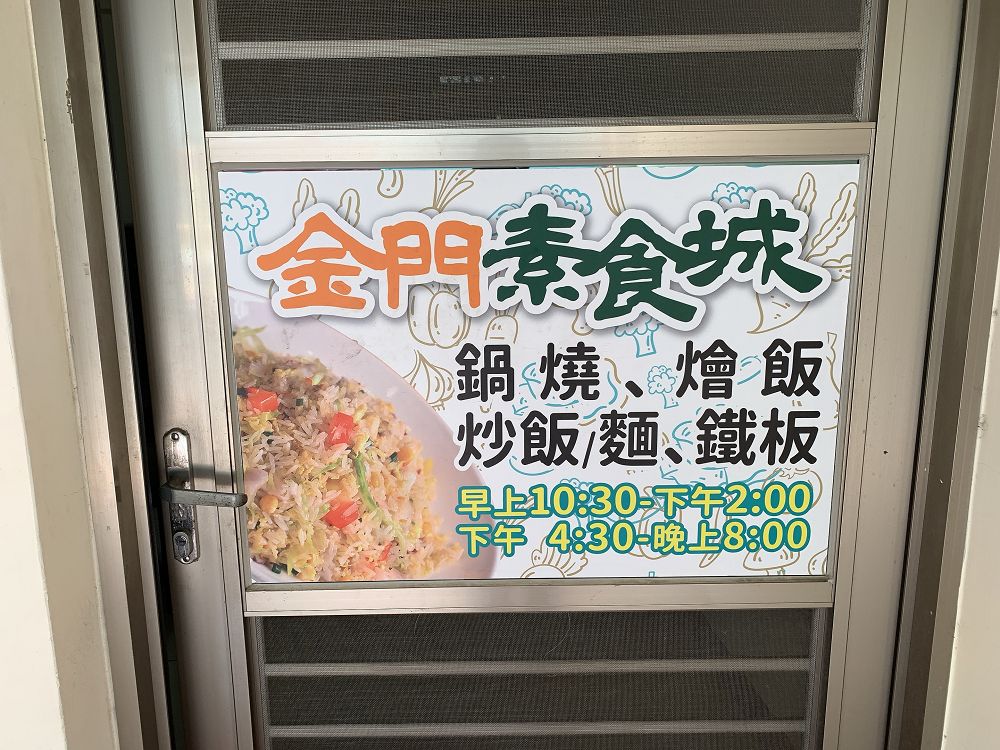 金門素食城
鍋燒、燴飯
炒飯/麵、鐵板
早上10:30-下午2:00
下午 4:30-晚上8:00